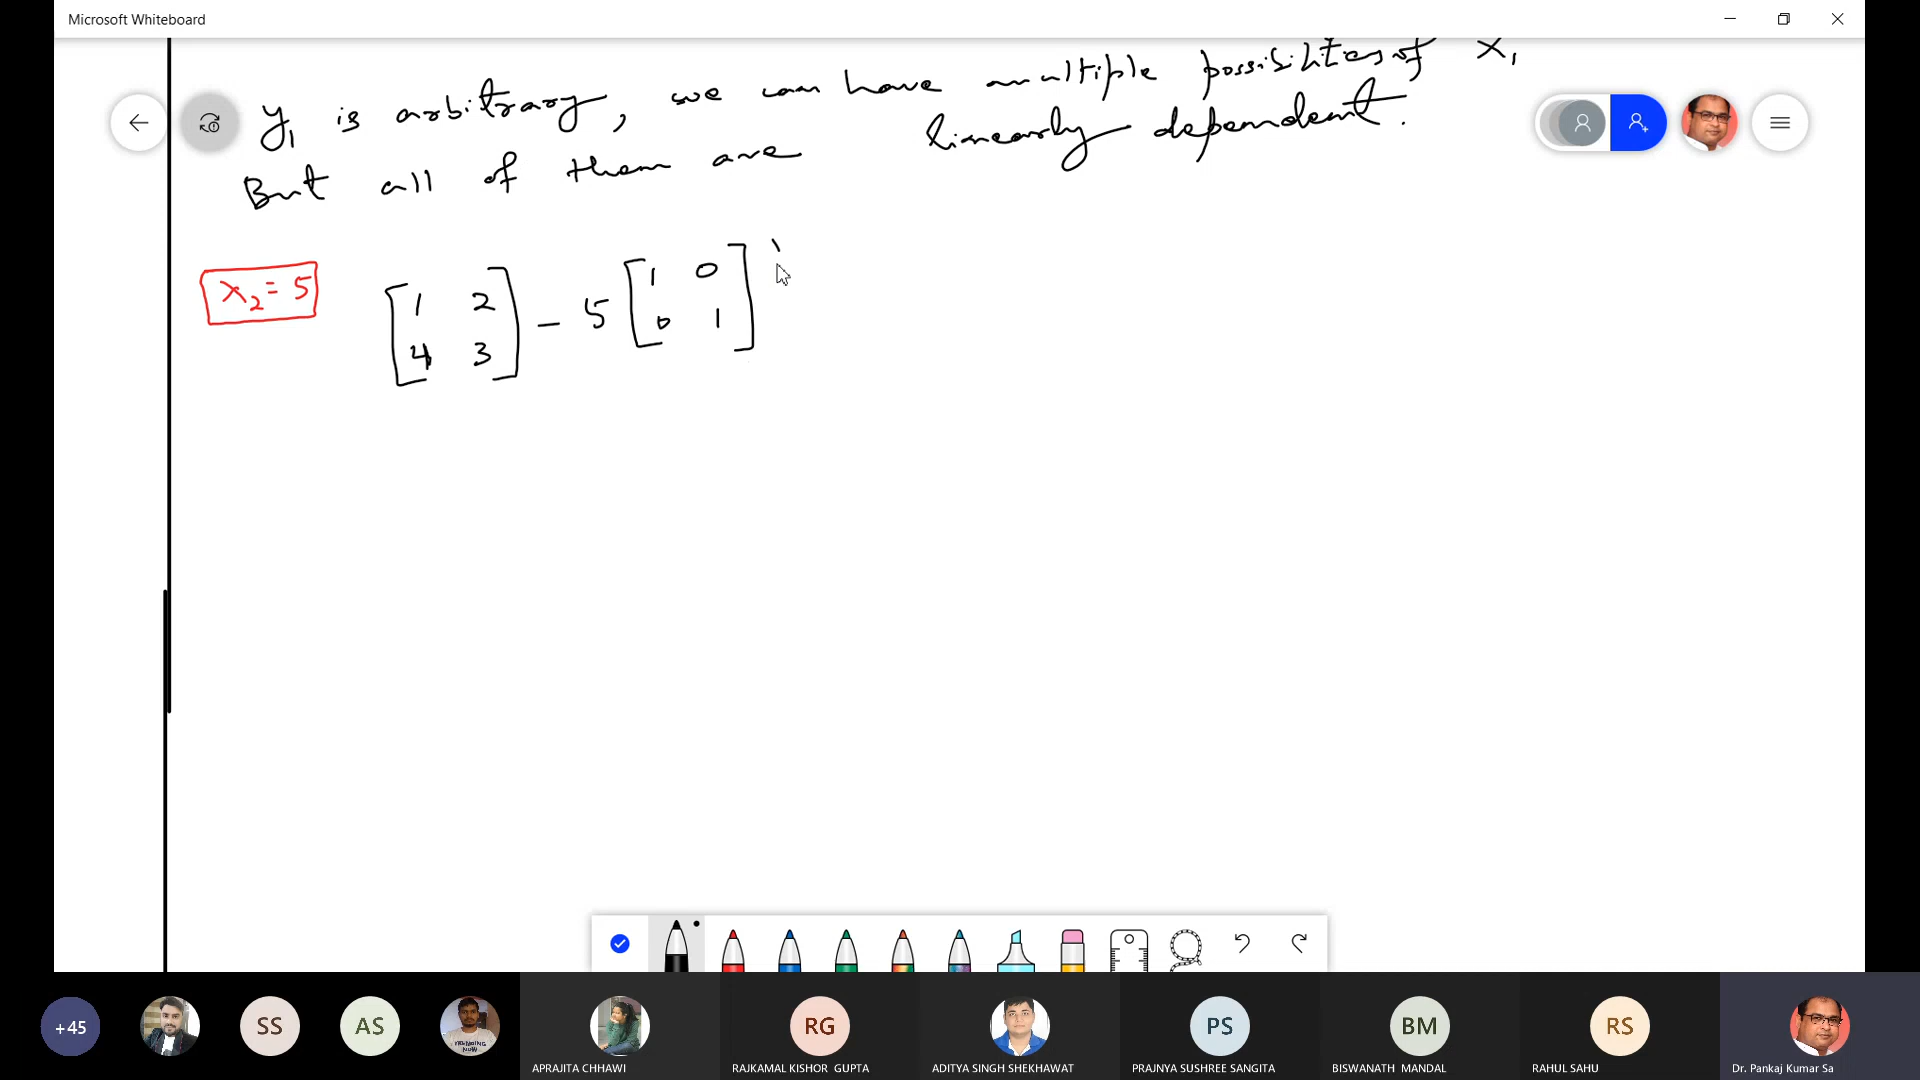 Microsoft Whiteboard
y₁ is arbitrary, we can have multiple possibilities of x₁
But all of them are linearly dependent.
x₂ = 5
[1 2
4 3] - 5 [1 0
0 1]
+45
SS
AS
TRENDING NOW
RG
PS
BM
RS
APRAJITA CHHAWI
RAJKAMAL KISHOR GUPTA
ADITYA SINGH SHEKHAWAT
PRAJNYA SUSHREE SANGITA
BISWANATH MANDAL
RAHUL SAHU
Dr. Pankaj Kumar Sa